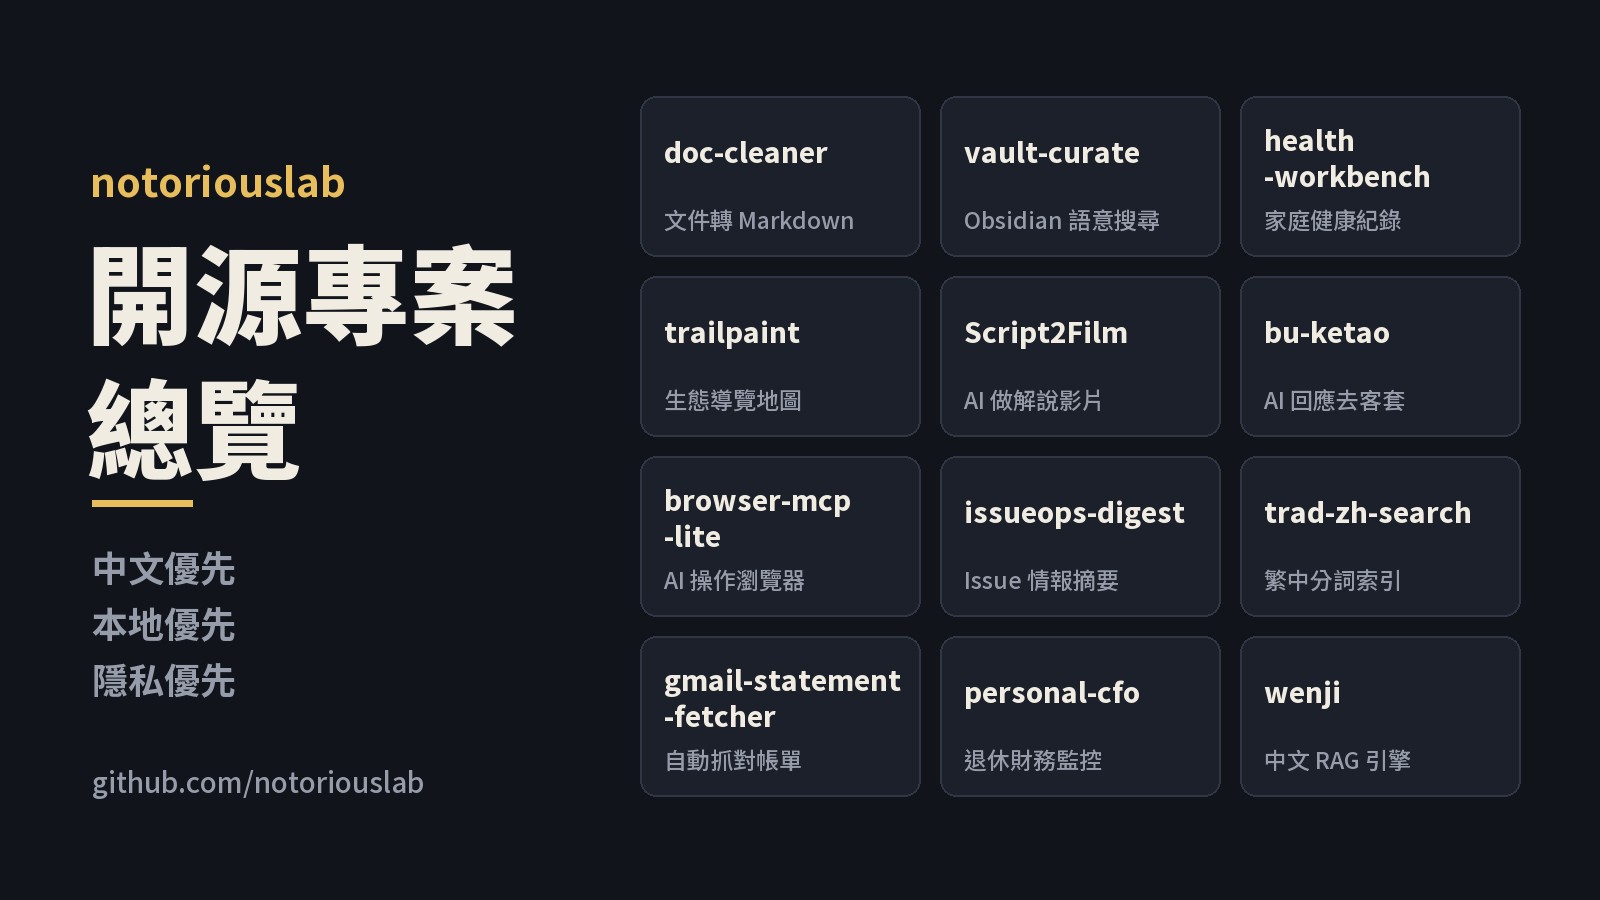 notoriouslab
開源專案
總覽
中文優先
本地優先
隱私優先
github.com/notoriouslab
doc-cleaner
文件轉 Markdown
vault-curate
Obsidian 語意搜尋
health
-workbench
家庭健康紀錄
trailpaint
生態導覽地圖
Script2Film
AI 做解說影片
bu-ketao
AI 回應去客套
browser-mcp
-lite
AI 操作瀏覽器
issueops-digest
Issue 情報摘要
trad-zh-search
繁中分詞索引
gmail-statement
-fetcher
自動抓對帳單
personal-cfo
退休財務監控
wenji
中文 RAG 引擎